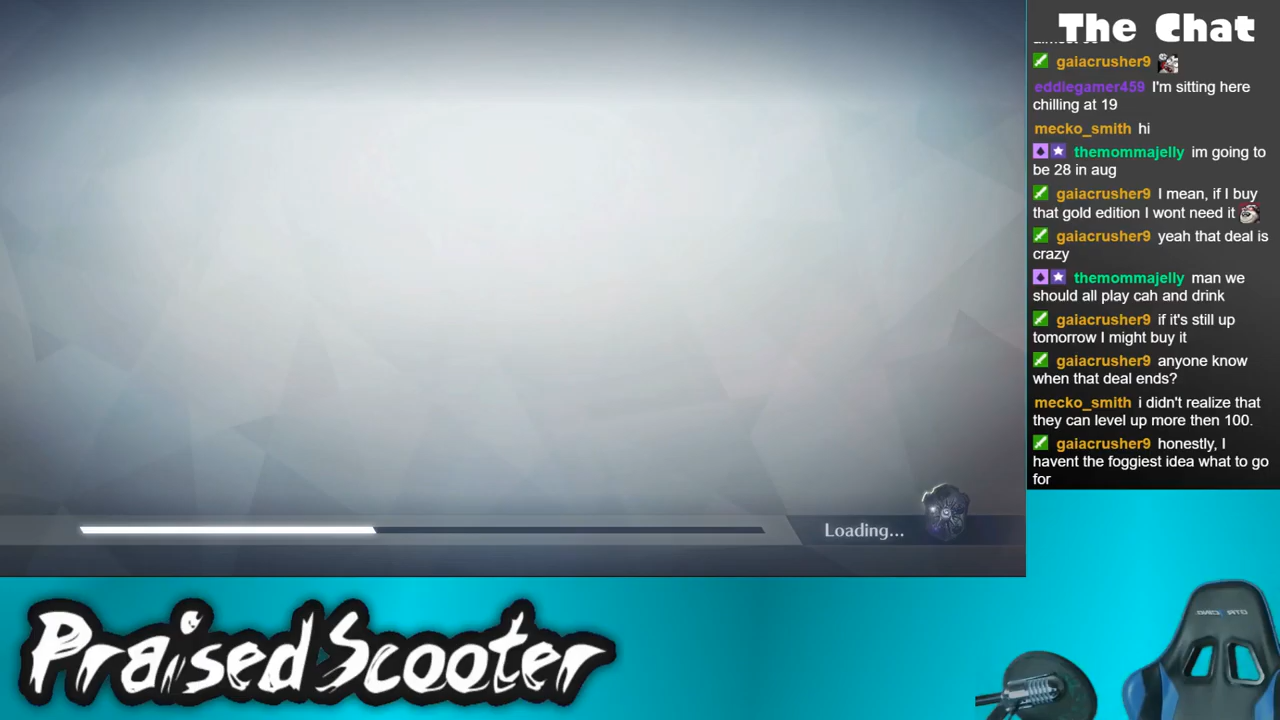 The Chat
gaiacrusher9
eddlegamer459 I'm sitting here
chilling at 19
mecko_smith hi
themommajelly im going to
be 28 in aug
gaiacrusher9 I mean, if I buy
that gold edition I wont need it
gaiacrusher9 yeah that deal is
crazy
themommajelly man we
should all play cah and drink
gaiacrusher9 if it's still up
tomorrow I might buy it
gaiacrusher9 anyone know
when that deal ends?
mecko_smith i didn't realize that
they can level up more then 100.
gaiacrusher9 honestly, I
havent the foggiest idea what to go
for
Loading...
PraisedScooter